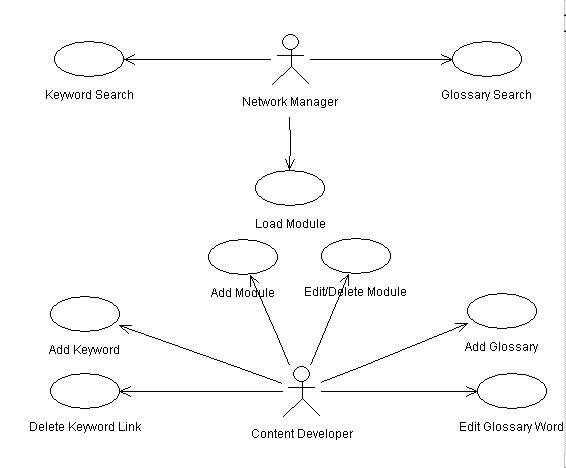 Keyword Search
Network Manager
Glossary Search
Load Module
Add Module
Edit/Delete Module
Add Keyword
Add Glossary
Delete Keyword Link
Content Developer
Edit Glossary Word